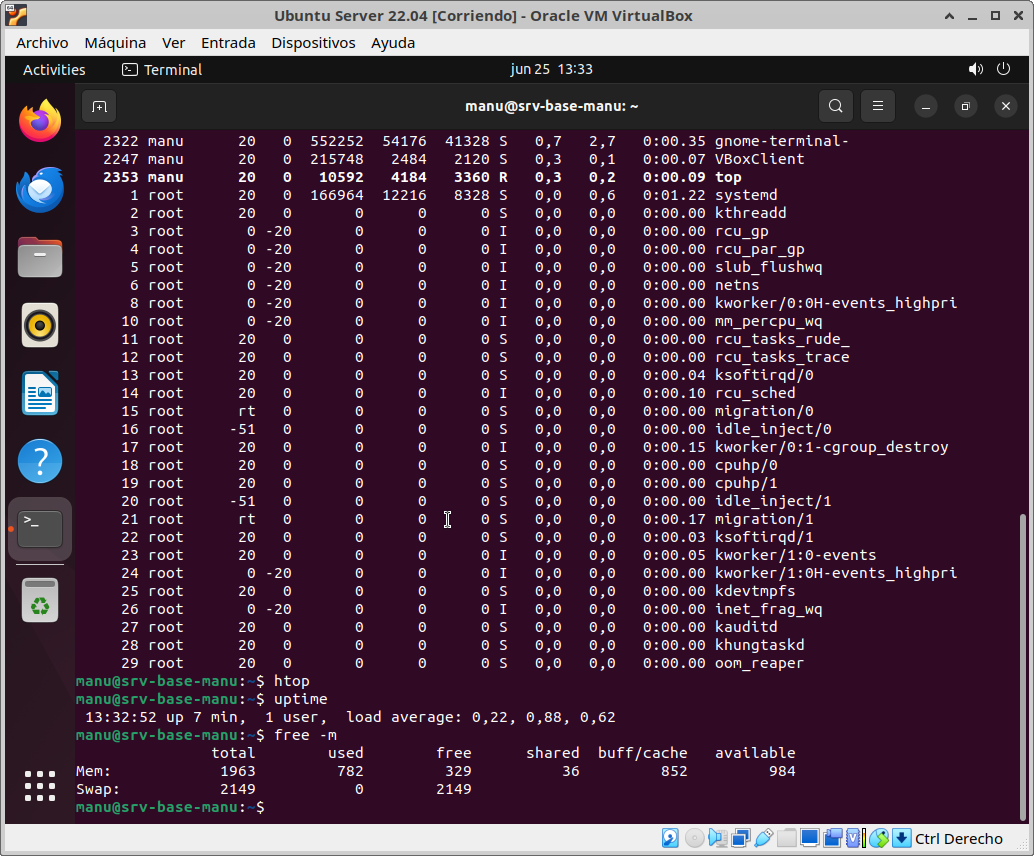 Ubuntu Server 22.04 [Corriendo] - Oracle VM VirtualBox
Archivo Máquina Ver Entrada Dispositivos Ayuda
Activities Terminal jun 25 13:33
manu@srv-base-manu: ~
2322 manu 20 0 552252 54176 41328 S 0,7 2,7 0:00.35 gnome-terminal-
2247 manu 20 0 215748 2484 2120 S 0,3 0,1 0:00.07 VBoxClient
2353 manu 20 0 10592 4184 3360 R 0,3 0,2 0:00.09 top
1 root 20 0 166964 12216 8328 S 0,0 0,6 0:01.22 systemd
2 root 20 0 0 0 0 S 0,0 0,0 0:00.00 kthreadd
3 root 0 -20 0 0 0 I 0,0 0,0 0:00.00 rcu_gp
4 root 0 -20 0 0 0 I 0,0 0,0 0:00.00 rcu_par_gp
5 root 0 -20 0 0 0 I 0,0 0,0 0:00.00 slub_flushwq
6 root 0 -20 0 0 0 I 0,0 0,0 0:00.00 netns
8 root 0 -20 0 0 0 I 0,0 0,0 0:00.00 kworker/0:0H-events_highpri
10 root 0 -20 0 0 0 I 0,0 0,0 0:00.00 mm_percpu_wq
11 root 20 0 0 0 0 S 0,0 0,0 0:00.00 rcu_tasks_rude_
12 root 20 0 0 0 0 S 0,0 0,0 0:00.00 rcu_tasks_trace
13 root 20 0 0 0 0 S 0,0 0,0 0:00.04 ksoftirqd/0
14 root 20 0 0 0 0 I 0,0 0,0 0:00.10 rcu_sched
15 root rt 0 0 0 0 S 0,0 0,0 0:00.00 migration/0
16 root -51 0 0 0 0 S 0,0 0,0 0:00.00 idle_inject/0
17 root 20 0 0 0 0 I 0,0 0,0 0:00.15 kworker/0:1-cgroup_destroy
18 root 20 0 0 0 0 S 0,0 0,0 0:00.00 cpuhp/0
19 root 20 0 0 0 0 S 0,0 0,0 0:00.00 cpuhp/1
20 root -51 0 0 0 0 S 0,0 0,0 0:00.00 idle_inject/1
21 root rt 0 0 0 0 S 0,0 0,0 0:00.17 migration/1
22 root 20 0 0 0 0 S 0,0 0,0 0:00.03 ksoftirqd/1
23 root 20 0 0 0 0 I 0,0 0,0 0:00.05 kworker/1:0-events
24 root 0 -20 0 0 0 I 0,0 0,0 0:00.00 kworker/1:0H-events_highpri
25 root 20 0 0 0 0 S 0,0 0,0 0:00.00 kdevtmpfs
26 root 0 -20 0 0 0 I 0,0 0,0 0:00.00 inet_frag_wq
27 root 20 0 0 0 0 S 0,0 0,0 0:00.00 kauditd
28 root 20 0 0 0 0 S 0,0 0,0 0:00.00 khungtaskd
29 root 20 0 0 0 0 S 0,0 0,0 0:00.00 oom_reaper
manu@srv-base-manu:~$ htop
manu@srv-base-manu:~$ uptime
13:32:52 up 7 min, 1 user, load average: 0,22, 0,88, 0,62
manu@srv-base-manu:~$ free -m
total used free shared buff/cache available
Mem: 1963 782 329 36 852 984
Swap: 2149 0 2149
manu@srv-base-manu:~$
Ctrl Derecho